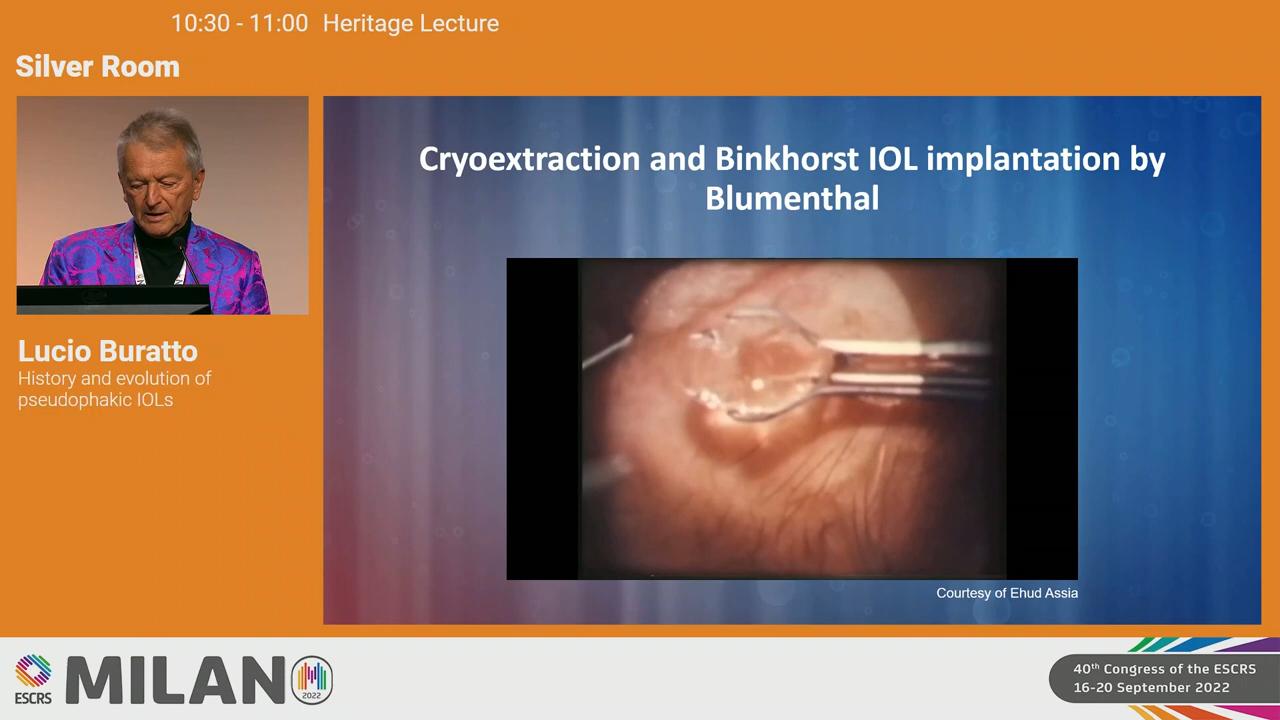 10:30 - 11:00 Heritage Lecture
Silver Room
Cryoextraction and Binkhorst IOL implantation by
Blumenthal
Lucio Buratto
History and evolution of
pseudophakic IOLs
Courtesy of Ehud Assia
ESCRS
MILANO
2022
40th Congress of the ESCRS
16-20 September 2022